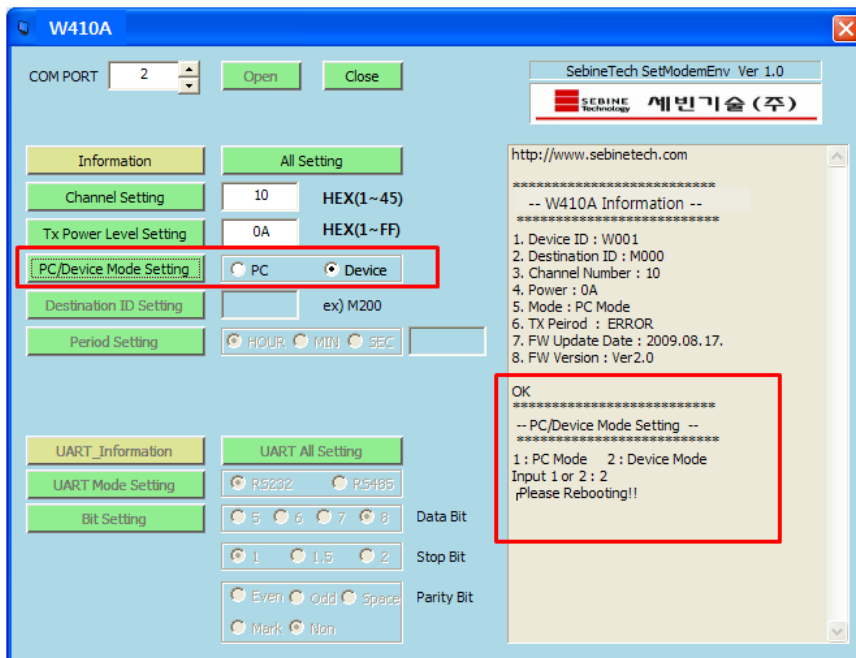 W410A
COM PORT 2 Open Close
SebineTech SetModemEnv Ver 1.0
SEBINE Technology 세빈기술(주)
Information All Setting
Channel Setting 10 HEX(1~45)
Tx Power Level Setting 0A HEX(1~FF)
PC/Device Mode Setting PC Device
Destination ID Setting ex) M200
Period Setting HOUR MIN SEC
UART_Information UART All Setting
UART Mode Setting RS232 RS485
Bit Setting 5 6 7 8 Data Bit
1 1.5 2 Stop Bit
Even Odd Space Parity Bit
Mark Non
http://www.sebinetech.com
***************************
-- W410A Information --
***************************
1. Device ID : W001
2. Destination ID : M000
3. Channel Number : 10
4. Power : 0A
5. Mode : PC Mode
6. TX Peirod : ERROR
7. FW Update Date : 2009.08.17.
8. FW Version : Ver2.0
OK
***************************
-- PC/Device Mode Setting --
***************************
1 : PC Mode 2 : Device Mode
Input 1 or 2 : 2
┌Please Rebooting!!